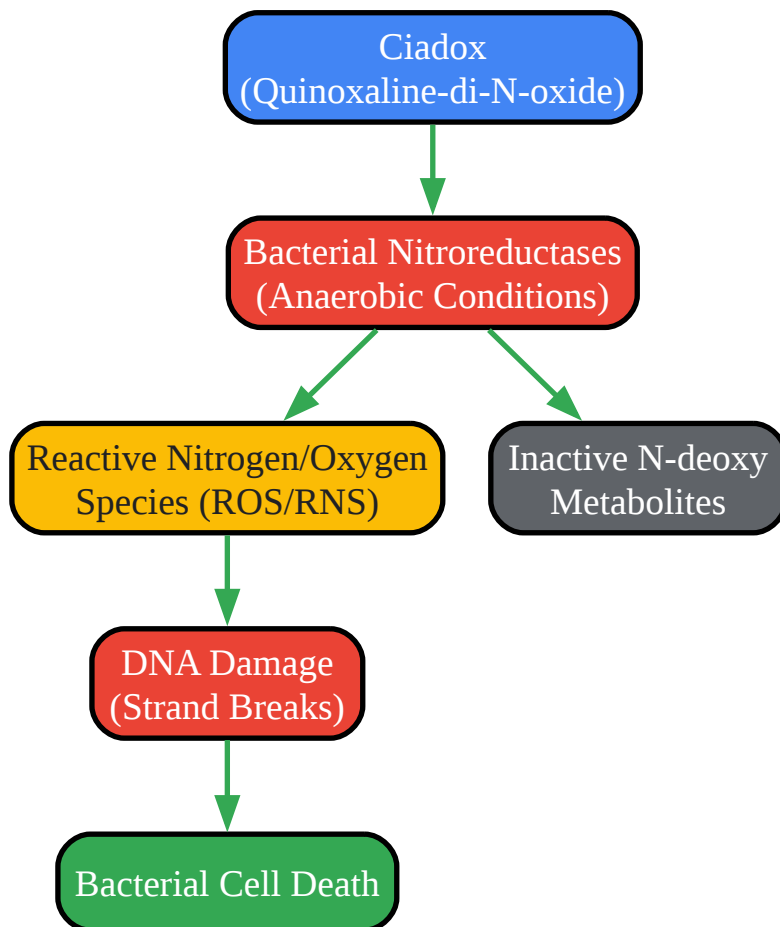 Ciadox
(Quinoxaline-di-N-oxide)
Bacterial Nitroreductases
(Anaerobic Conditions)
Reactive Nitrogen/Oxygen
Species (ROS/RNS)
Inactive N-deoxy
Metabolites
DNA Damage
(Strand Breaks)
Bacterial Cell Death